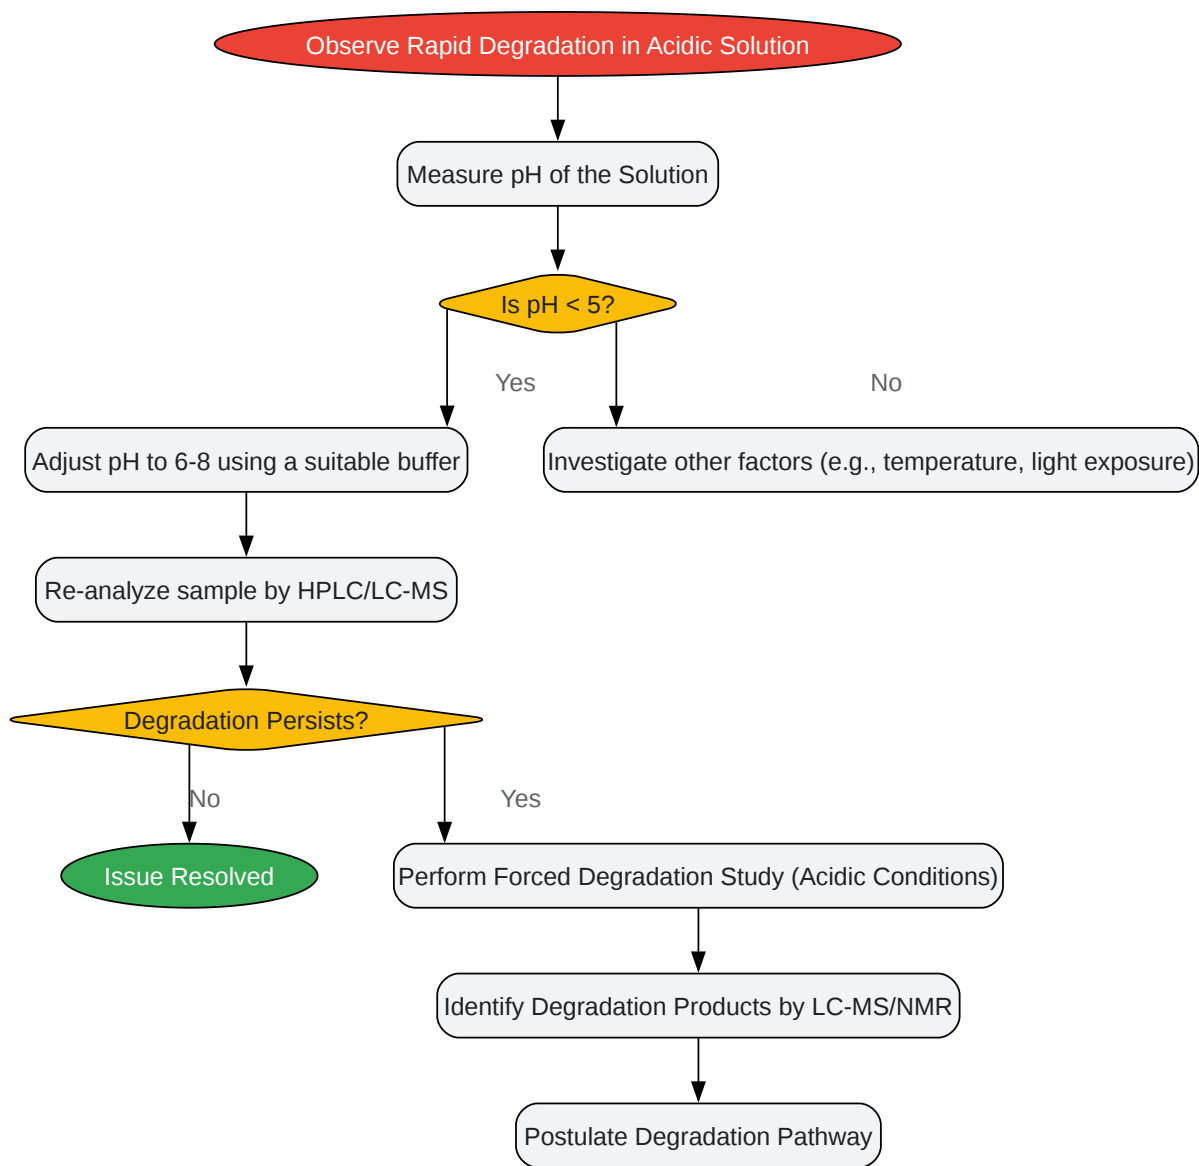 Observe Rapid Degradation in Acidic Solution
Measure pH of the Solution
Is pH < 5?
Yes
No
Adjust pH to 6-8 using a suitable buffer
Investigate other factors (e.g., temperature, light exposure)
Re-analyze sample by HPLC/LC-MS
Degradation Persists?
No
Yes
Issue Resolved
Perform Forced Degradation Study (Acidic Conditions)
Identify Degradation Products by LC-MS/NMR
Postulate Degradation Pathway